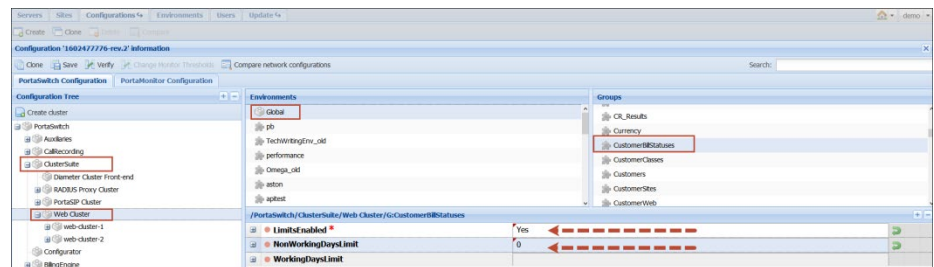 Servers Sites Configurations Environments Users Update demo
Create Clone Delete Compare
Configuration '1602477776-rev.2' information
Clone Save Verify Change Monitor Thresholds Compare network configurations Search:
PortaSwitch Configuration PortaMonitor Configuration
Configuration Tree Environments Groups
Create cluster
PortaSwitch
Auxiliaries
CallRecording
ClusterSuite
Diameter Cluster Front-end
RADIUS Proxy Cluster
PortaSIP Cluster
Web Cluster
web-cluster-1
web-cluster-2
Configurator
BillingEngine
Global
pb
TechWritingEnv_old
performance
Omega_old
aston
aptest
CR_Results
Currency
CustomerBillStatuses
CustomerClasses
Customers
CustomerSites
CustomerWeb
/PortaSwitch/ClusterSuite/Web Cluster/G:CustomerBillStatuses
LimitsEnabled * Yes
NonWorkingDaysLimit 0
WorkingDaysLimit